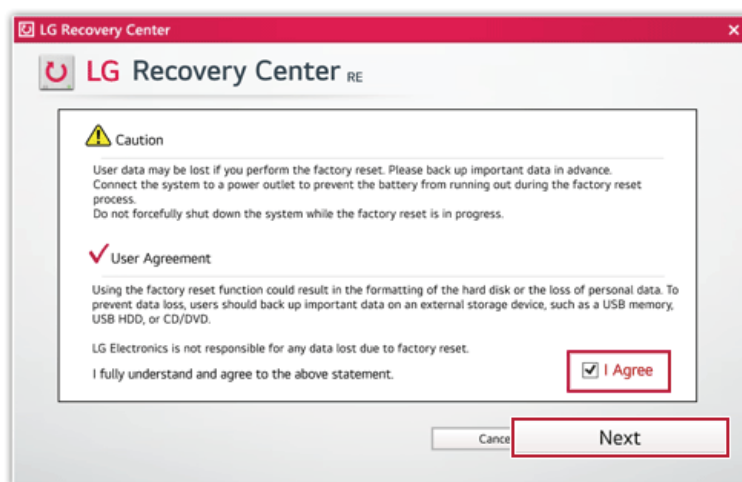 LG Recovery Center
LG Recovery Center RE
Caution
User data may be lost if you perform the factory reset. Please back up important data in advance.
Connect the system to a power outlet to prevent the battery from running out during the factory reset
process.
Do not forcefully shut down the system while the factory reset is in progress.
User Agreement
Using the factory reset function could result in the formatting of the hard disk or the loss of personal data. To
prevent data loss, users should back up important data on an external storage device, such as a USB memory,
USB HDD, or CD/DVD.
LG Electronics is not responsible for any data lost due to factory reset.
I fully understand and agree to the above statement.
I Agree
Cance
Next